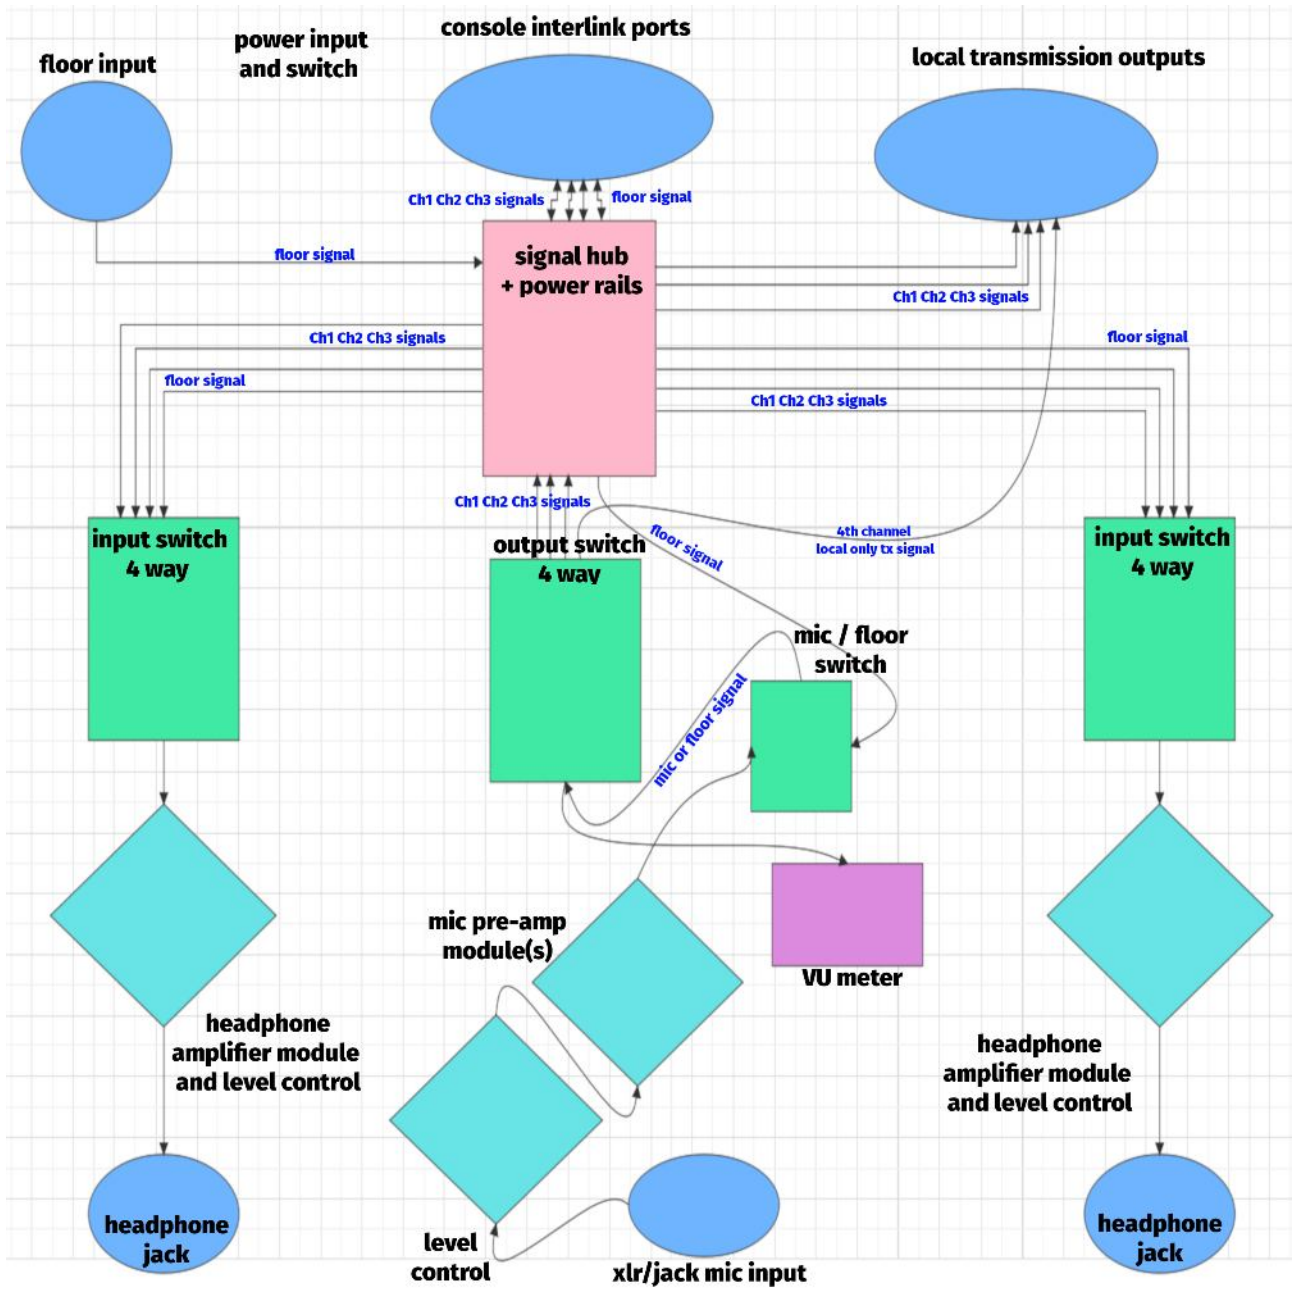 console interlink ports
power input
and switch
floor input
local transmission outputs
Ch1 Ch2 Ch3 signals
floor signal
floor signal
signal hub
+ power rails
Ch1 Ch2 Ch3 signals
Ch1 Ch2 Ch3 signals
floor signal
floor signal
Ch1 Ch2 Ch3 signals
Ch1 Ch2 Ch3 signals
input switch
4 way
output switch
4 way
floor signal
4th channel
local only tx signal
input switch
4 way
mic / floor
switch
mic or floor signal
mic pre-amp
module(s)
VU meter
headphone
amplifier module
and level control
headphone
amplifier module
and level control
headphone
jack
level
control
xlr/jack mic input
headphone
jack